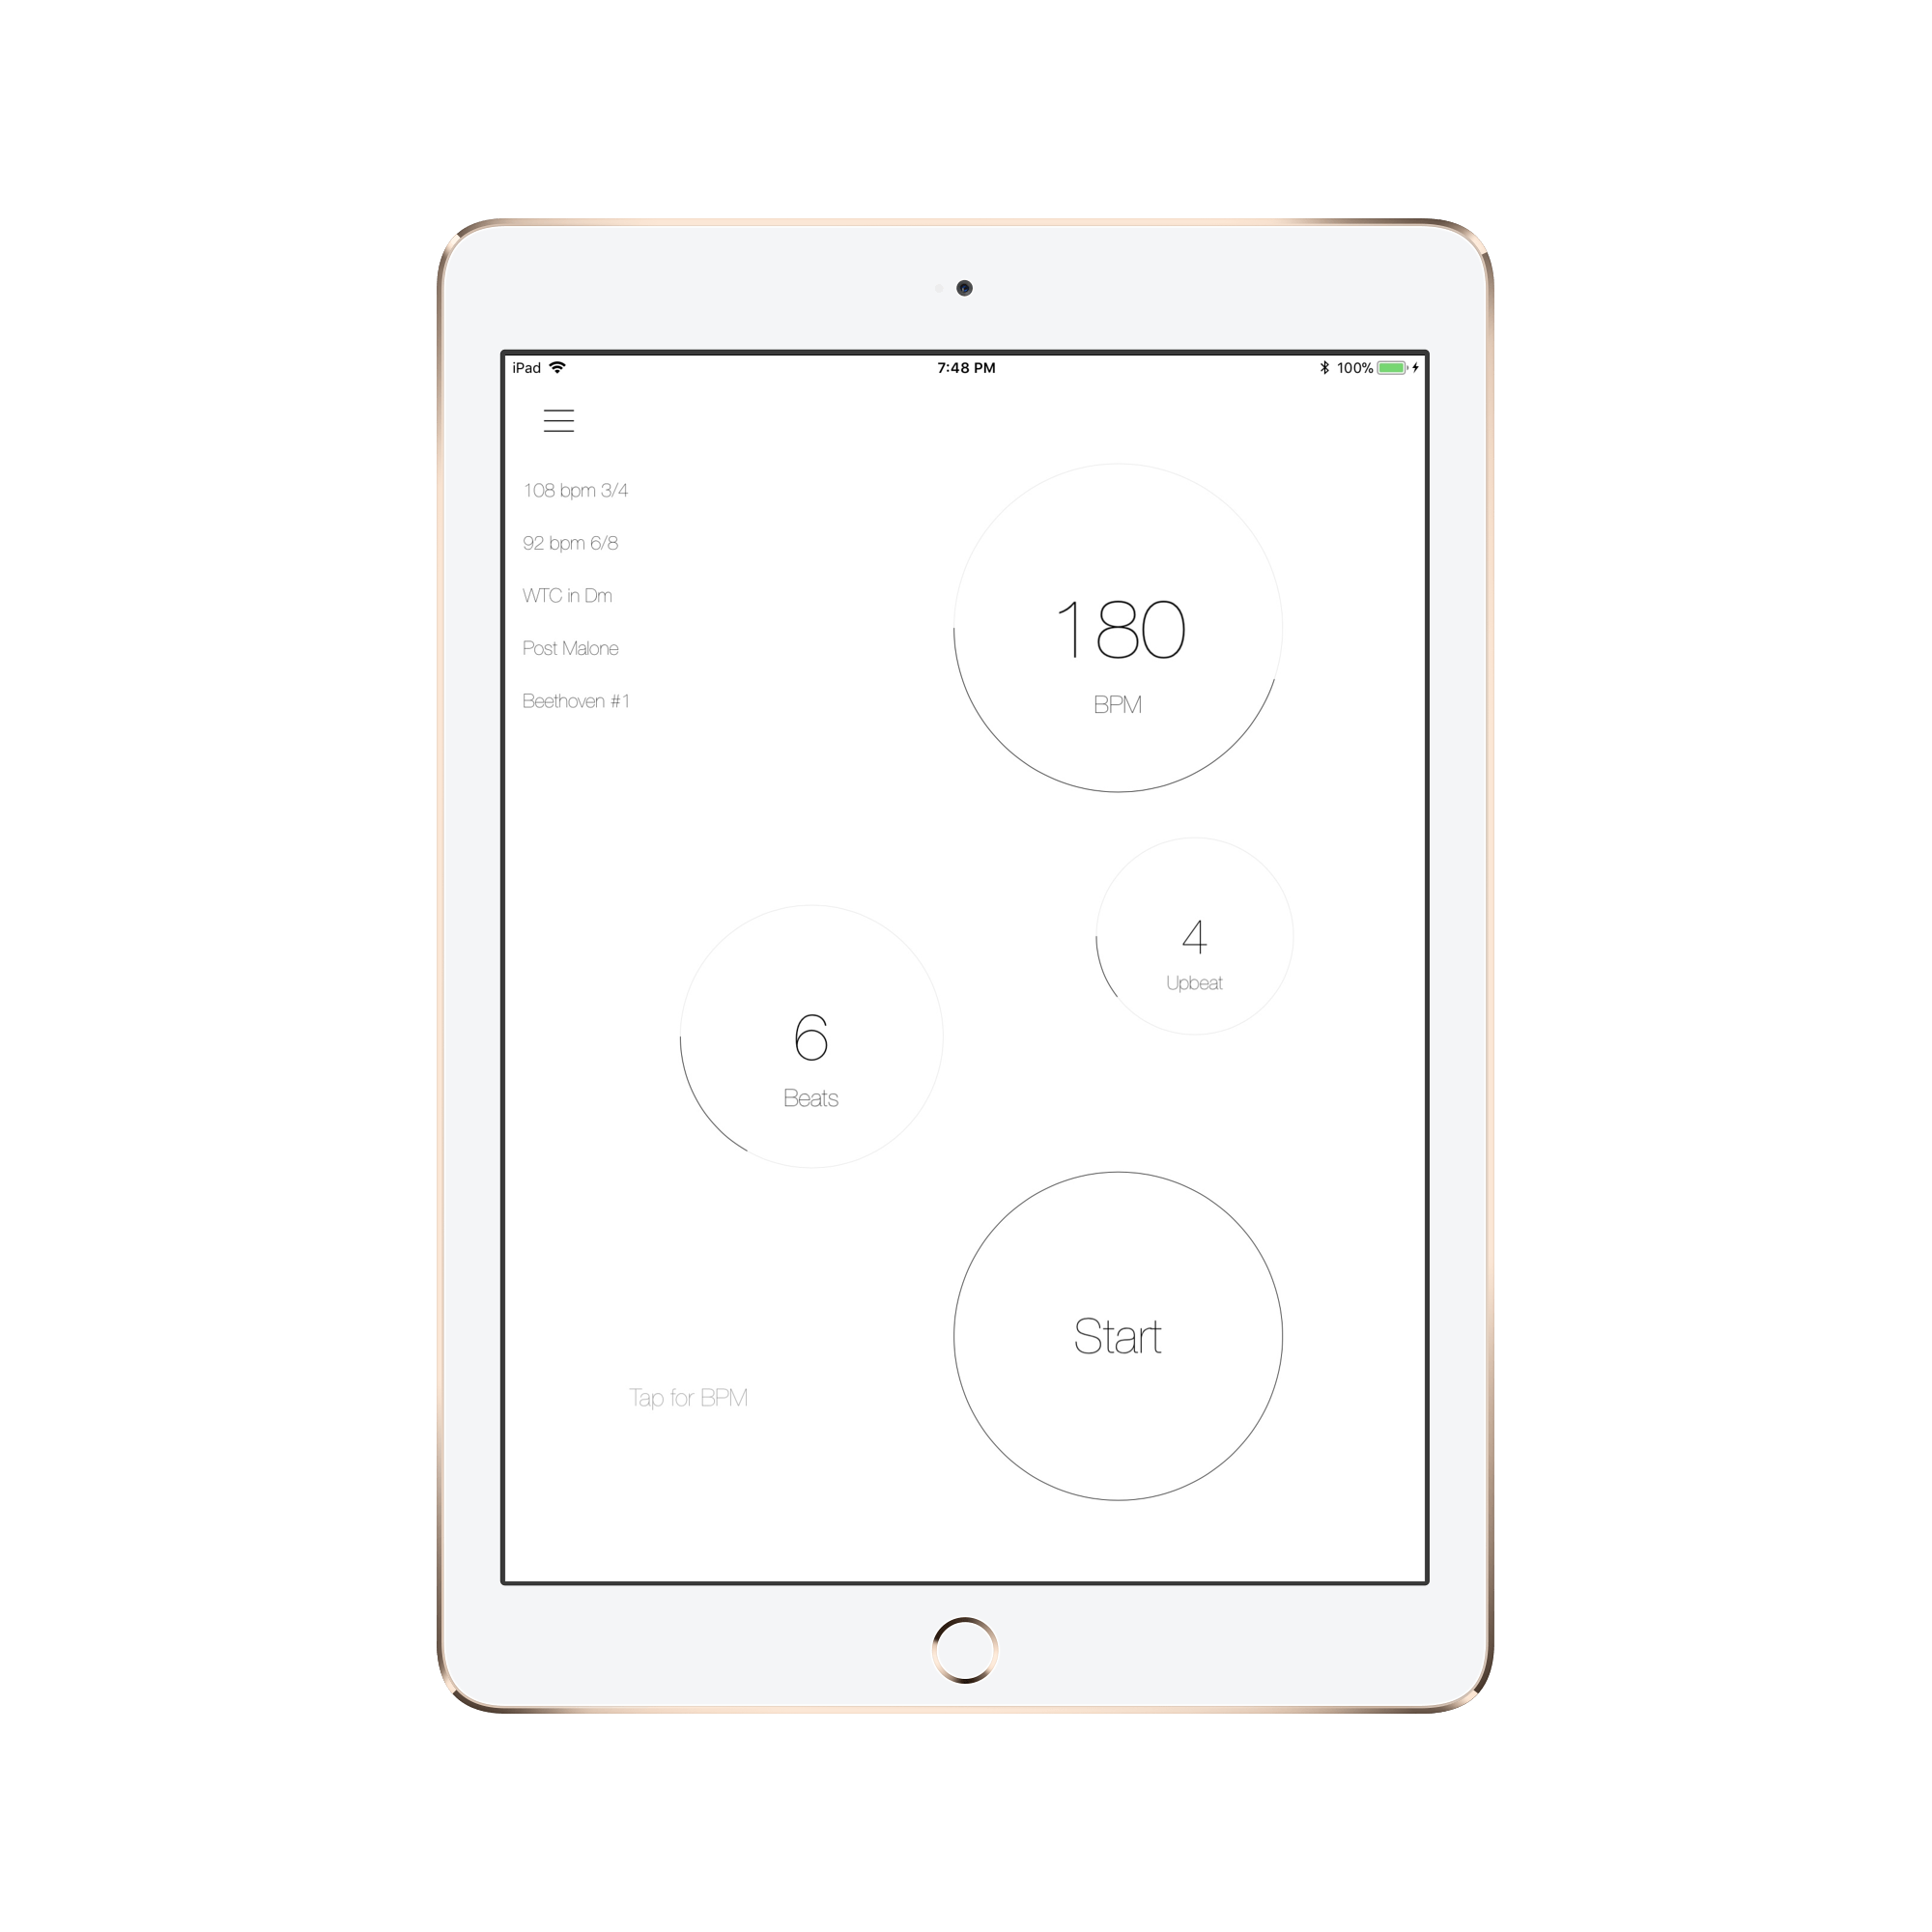 iPad 7:48 PM 100%
108 bpm 3/4
92 bpm 6/8
WTC in Dm
Post Malone
Beethoven #1
180
BPM
4
Upbeat
6
Beats
Start
Tap for BPM